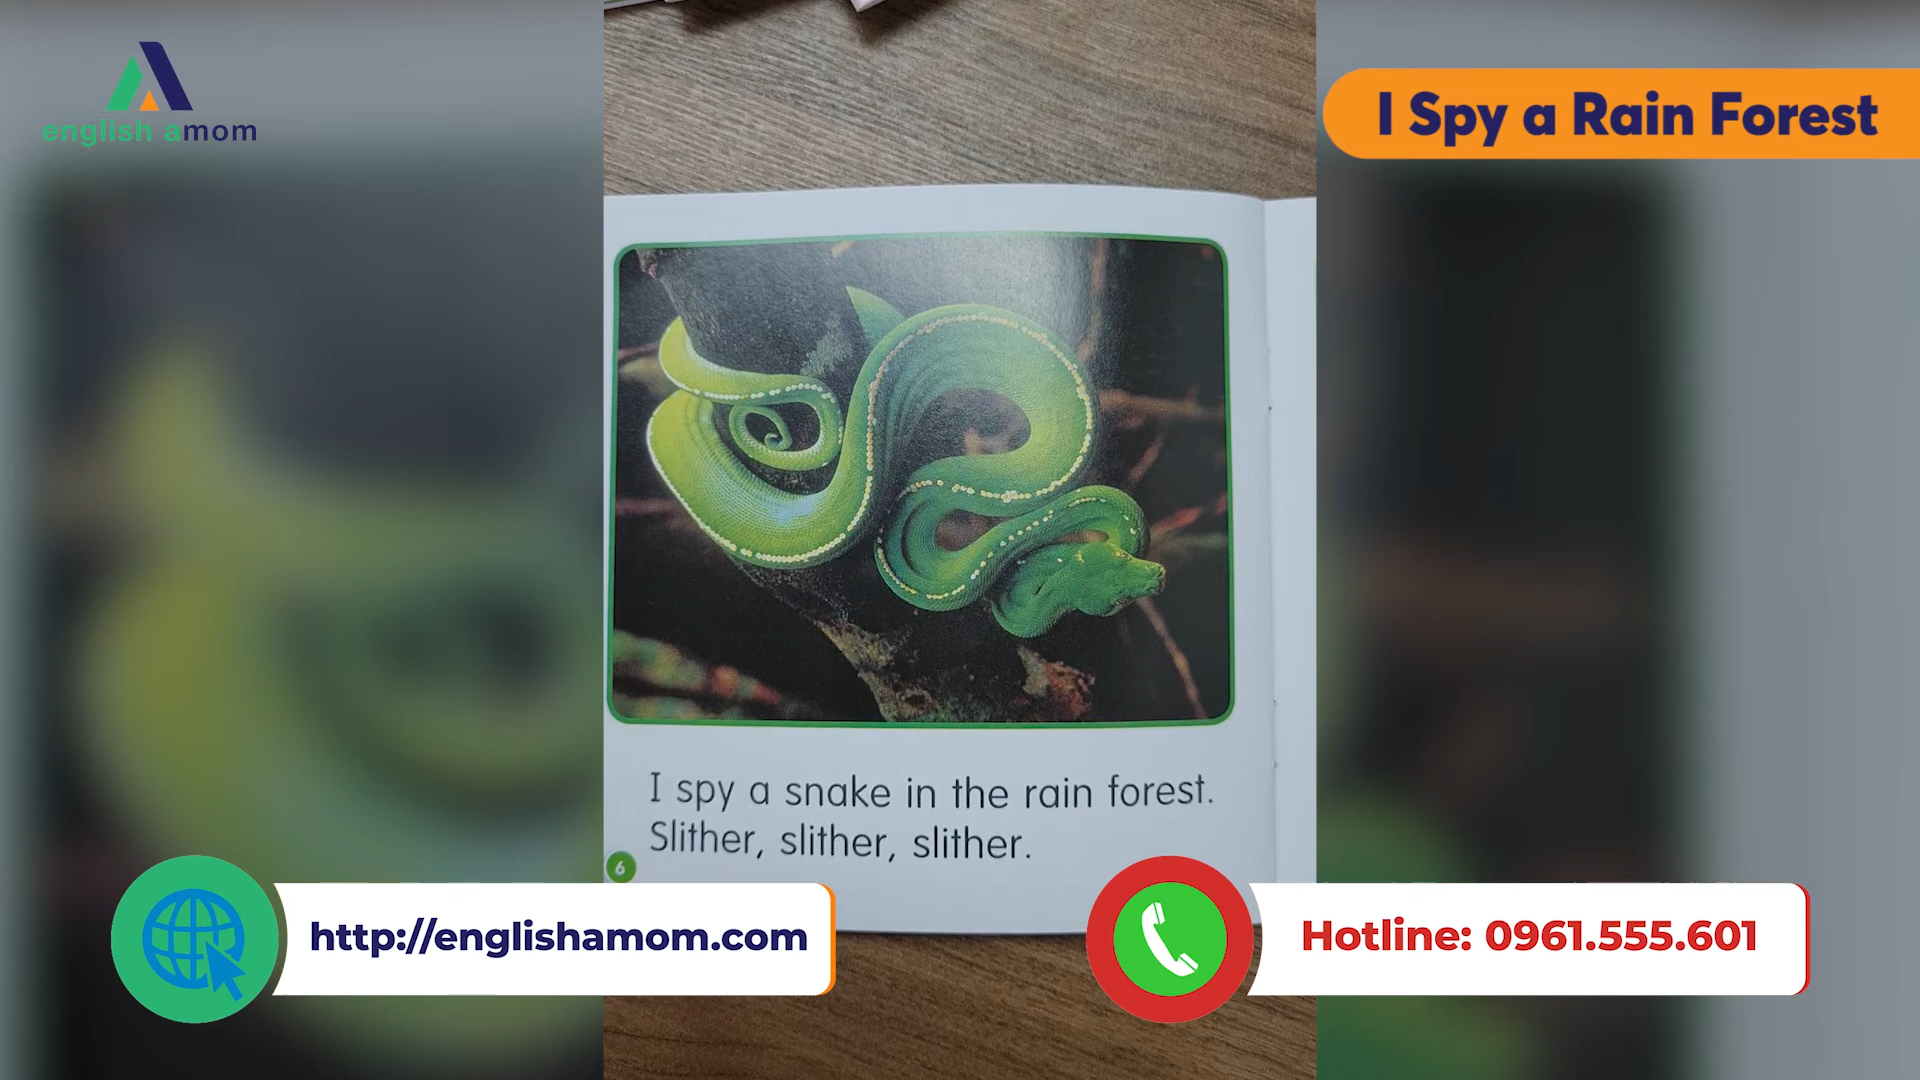 english amom
I Spy a Rain Forest
I spy a snake in the rain forest.
Slither, slither, slither.
6
http://englishamom.com
Hotline: 0961.555.601